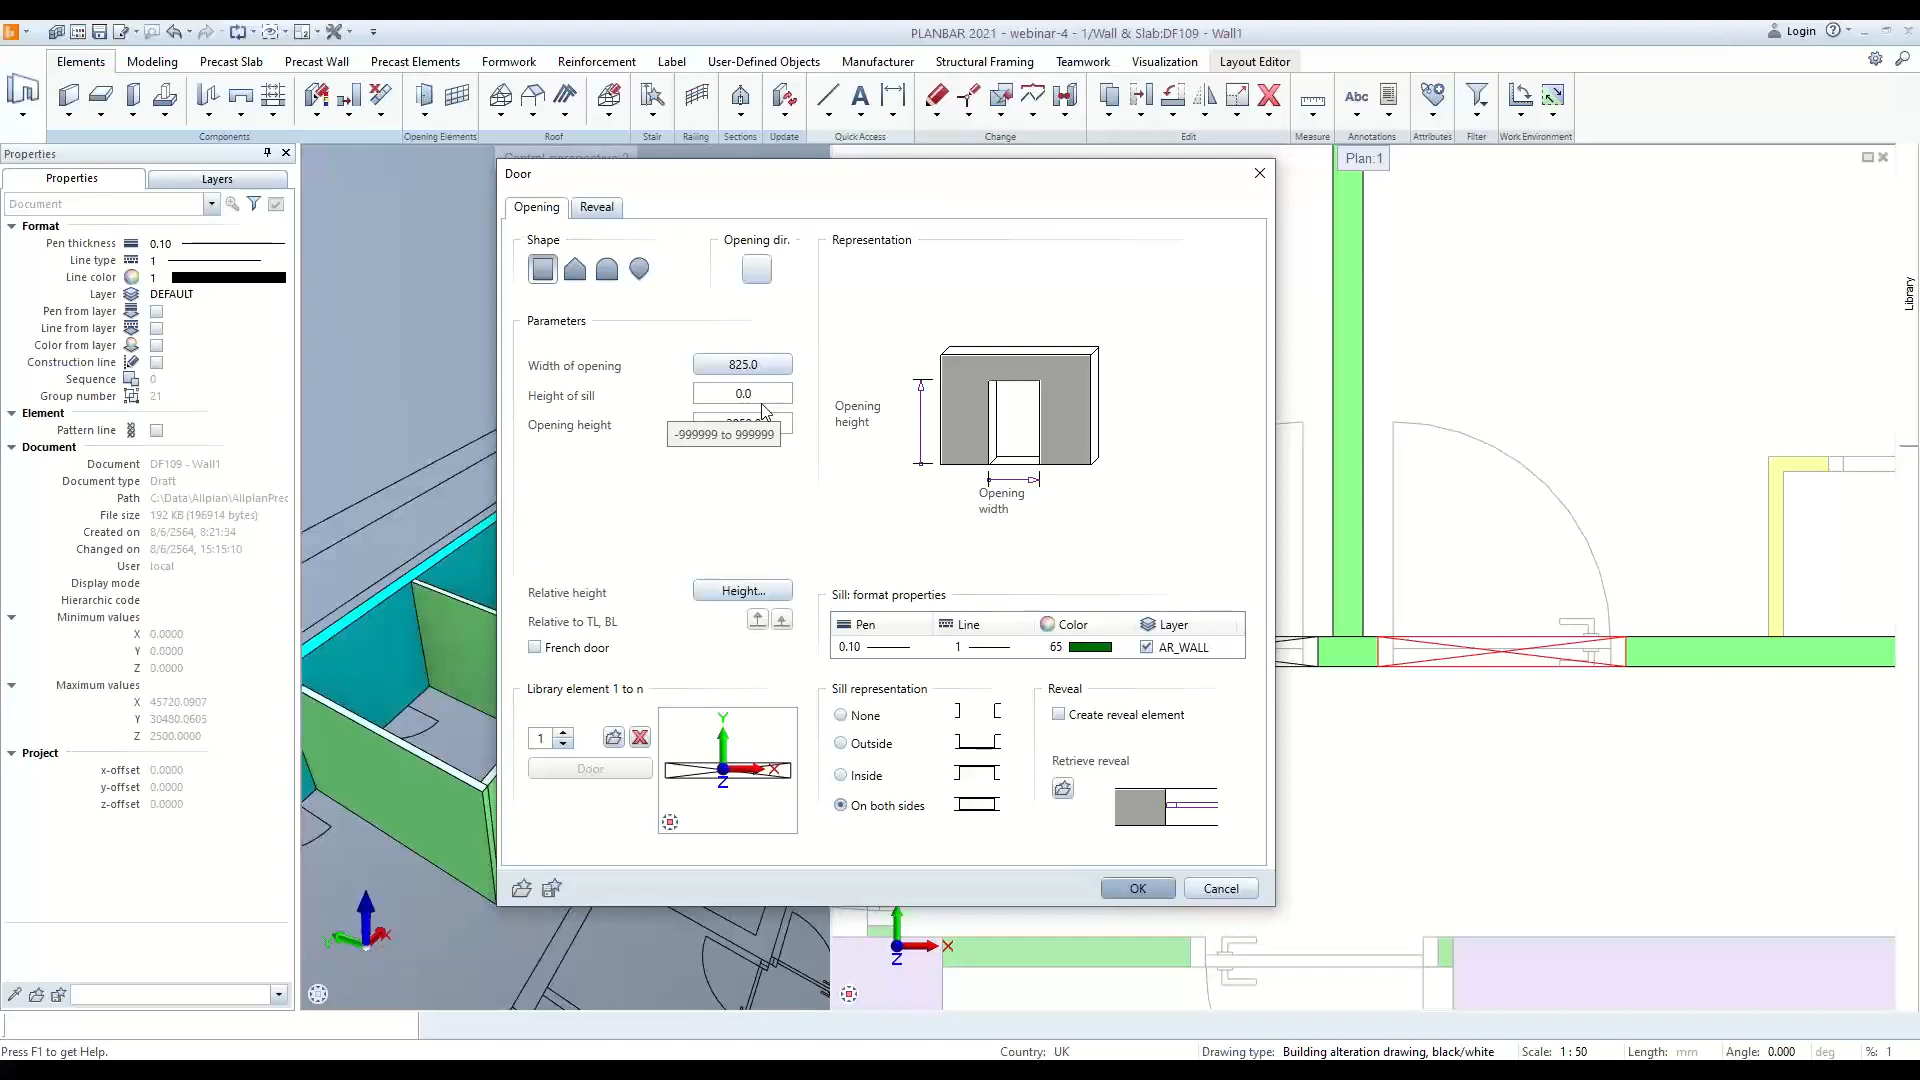 PLANBAR 2021 - webinar-4 - 1/Wall & Slab:DF109 - Wall1
Login
Elements Modeling Precast Slab Precast Wall Precast Elements Formwork Reinforcement Label User-Defined Objects Manufacturer Structural Framing Teamwork Visualization Layout Editor
A Abc
Components Opening Elements Roof Stair Railing Sections Update Quick Access Change Edit Measure Annotations Attributes Filter Work Environment
Properties
Properties Layers
Document
Format
Pen thickness 0.10
Line type 1
Line color 1
Layer DEFAULT
Pen from layer
Line from layer
Color from layer
Construction line
Sequence 0
Group number 21
Element
Pattern line
Document
Document DF109 - Wall1
Document type Draft
Path C:\Data\Allplan\AllplanPrec
File size 192 KB (196914 bytes)
Created on 8/6/2564, 8:21:34
Changed on 8/6/2564, 15:15:10
User local
Display mode
Hierarchic code
Minimum values
X 0.0000
Y 0.0000
Z 0.0000
Maximum values
X 45720.0907
Y 30480.0605
Z 2500.0000
Project
x-offset 0.0000
y-offset 0.0000
z-offset 0.0000
Door
Opening Reveal
Shape Opening dir. Representation
Parameters
Width of opening 825.0
Height of sill 0.0
Opening height
-999999 to 999999
Opening
height
Opening
width
Relative height Height...
Relative to TL, BL
French door
Sill: format properties
Pen Line Color Layer
0.10 1 65 AR_WALL
Library element 1 to n
1
Door
Y
X
Z
Sill representation
None
Outside
Inside
On both sides
Reveal
Create reveal element
Retrieve reveal
OK Cancel
Plan:1
Library
Y X
X
Z
Press F1 to get Help.
Country: UK Drawing type: Building alteration drawing, black/white Scale: 1 : 50 Length: mm Angle: 0.000 deg %: 1